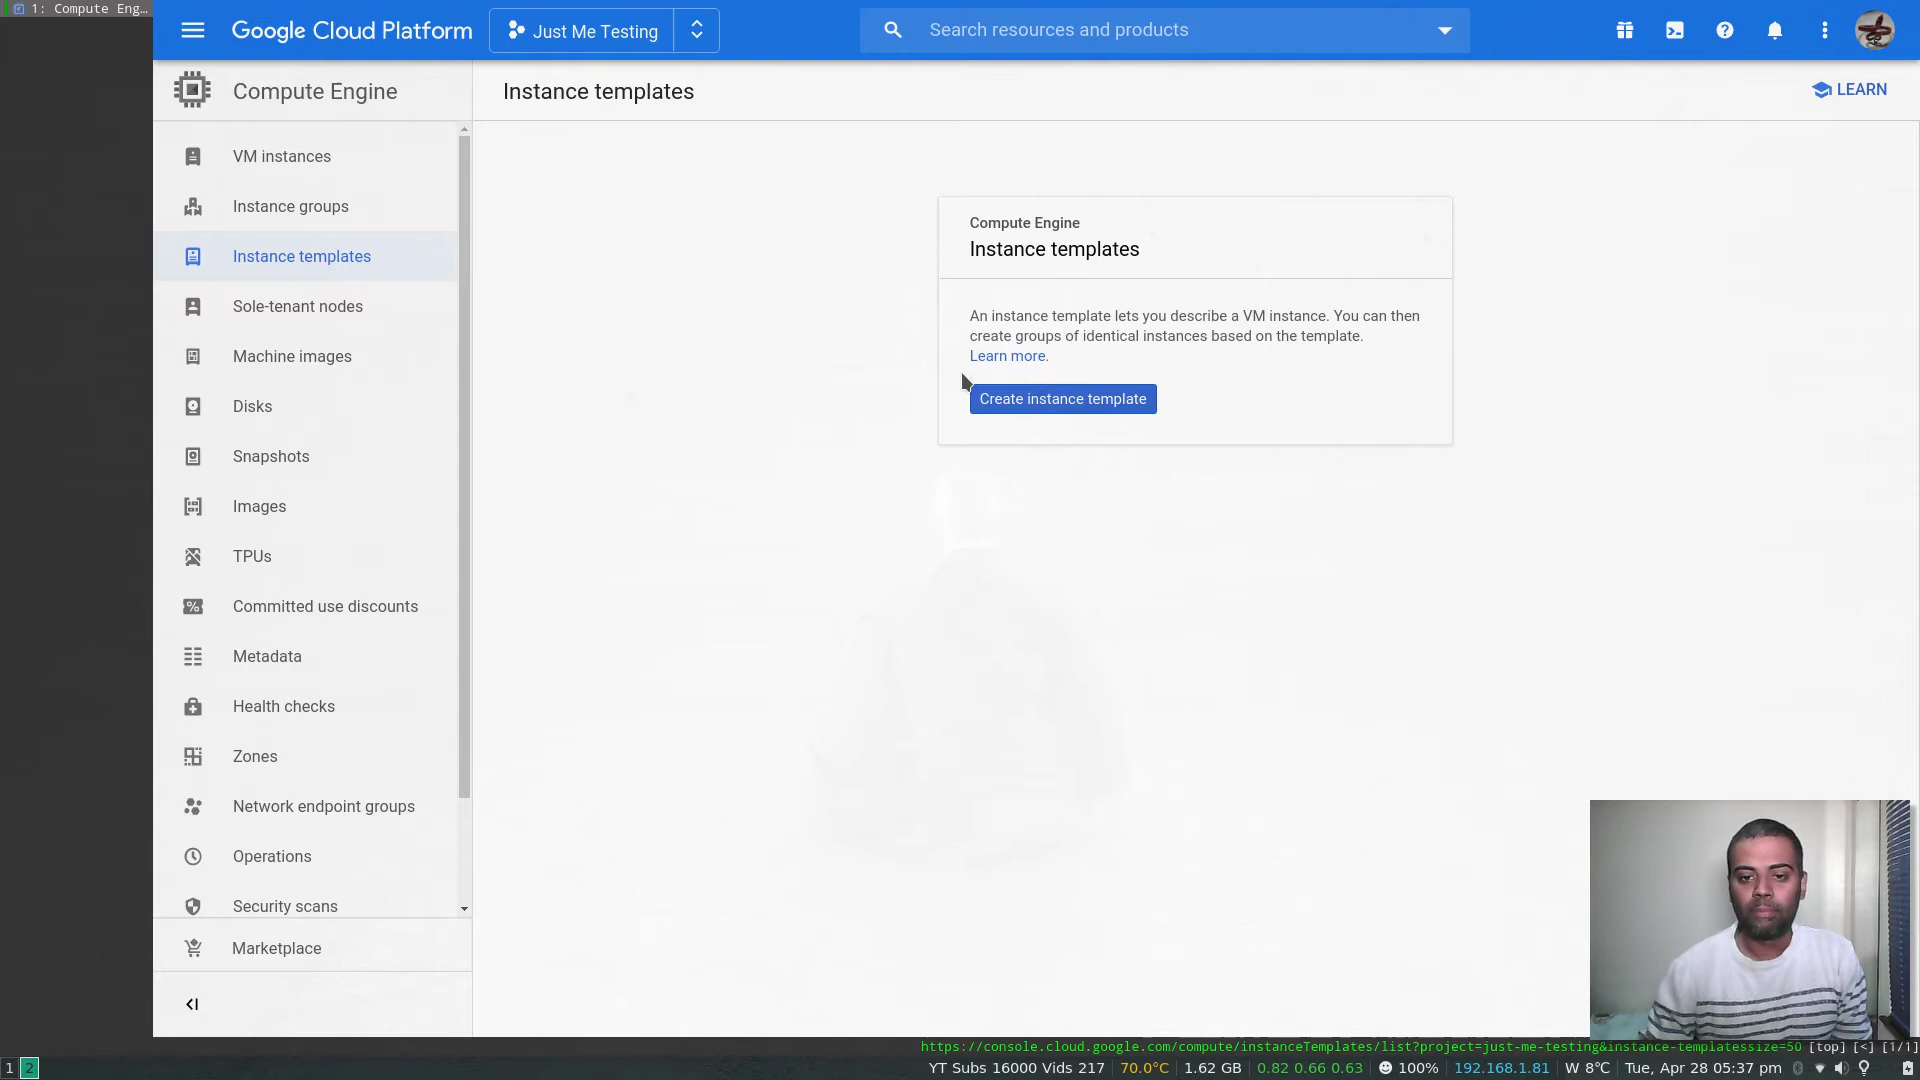 1: Compute Eng…
Google Cloud Platform
Just Me Testing
Search resources and products
Compute Engine
Instance templates
LEARN
VM instances
Instance groups
Instance templates
Sole-tenant nodes
Machine images
Disks
Snapshots
Images
TPUs
Committed use discounts
Metadata
Health checks
Zones
Network endpoint groups
Operations
Security scans
Marketplace
Compute Engine
Instance templates
An instance template lets you describe a VM instance. You can then
create groups of identical instances based on the template.
Learn more.
Create instance template
https://console.cloud.google.com/compute/instanceTemplates/list?project=just-me-testing&instance-templatessize=50 [top] [<] [1/1]
1 2
YT Subs 16000 Vids 217 70.0°C 1.62 GB 0.82 0.66 0.63 100% 192.168.1.81 W 8℃ Tue, Apr 28 05:37 pm